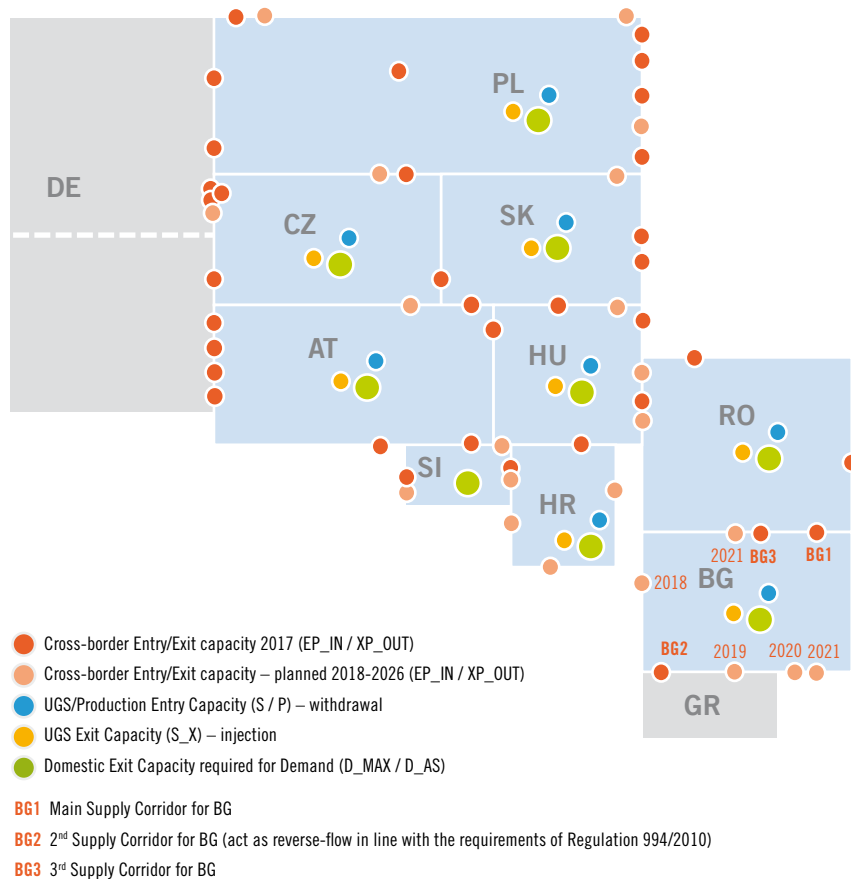 PL
DE
CZ
SK
AT
HU
RO
SI
HR
2021 BG3 BG1
BG
2018
BG2 2019 2020 2021
GR
Cross-border Entry/Exit capacity 2017 (EP_IN / XP_OUT)
Cross-border Entry/Exit capacity – planned 2018-2026 (EP_IN / XP_OUT)
UGS/Production Entry Capacity (S / P) – withdrawal
UGS Exit Capacity (S_X) – injection
Domestic Exit Capacity required for Demand (D_MAX / D_AS)
BG1 Main Supply Corridor for BG
BG2 2nd Supply Corridor for BG (act as reverse-flow in line with the requirements of Regulation 994/2010)
BG3 3rd Supply Corridor for BG